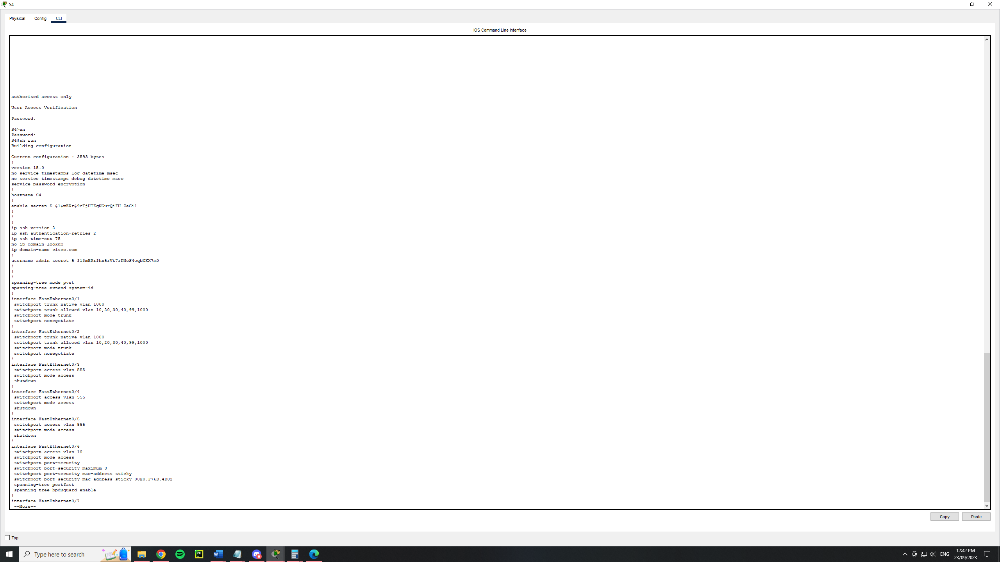 S4
Physical
Config
CLI
IOS Command Line Interface
authorised access only
User Access Verification
Password:
S4>en
Password:
S4#sh run
Building configuration...
Current configuration : 3593 bytes
!
version 15.0
no service timestamps log datetime msec
no service timestamps debug datetime msec
service password-encryption
!
hostname S4
!
enable secret 5 $1$mERr$9cTjUIEqNGurQiFU.ZeCi1
!
!
!
ip ssh version 2
ip ssh authentication-retries 2
ip ssh time-out 75
no ip domain-lookup
ip domain-name cisco.com
!
username admin secret 5 $1$mERr$hx5rVt7rPNoS4wqbXKX7m0
!
!
!
spanning-tree mode pvst
spanning-tree extend system-id
!
interface FastEthernet0/1
switchport trunk native vlan 1000
switchport trunk allowed vlan 10,20,30,40,99,1000
switchport mode trunk
switchport nonegotiate
!
interface FastEthernet0/2
switchport trunk native vlan 1000
switchport trunk allowed vlan 10,20,30,40,99,1000
switchport mode trunk
switchport nonegotiate
!
interface FastEthernet0/3
switchport access vlan 555
switchport mode access
shutdown
!
interface FastEthernet0/4
switchport access vlan 555
switchport mode access
shutdown
!
interface FastEthernet0/5
switchport access vlan 555
switchport mode access
shutdown
!
interface FastEthernet0/6
switchport access vlan 10
switchport mode access
switchport port-security
switchport port-security maximum 3
switchport port-security mac-address sticky
switchport port-security mac-address sticky 00E0.F76D.4D82
spanning-tree portfast
spanning-tree bpduguard enable
!
interface FastEthernet0/7
--More--
Copy
Paste
Top
Type here to search
PC
W
ENG
12:42 PM
23/09/2023